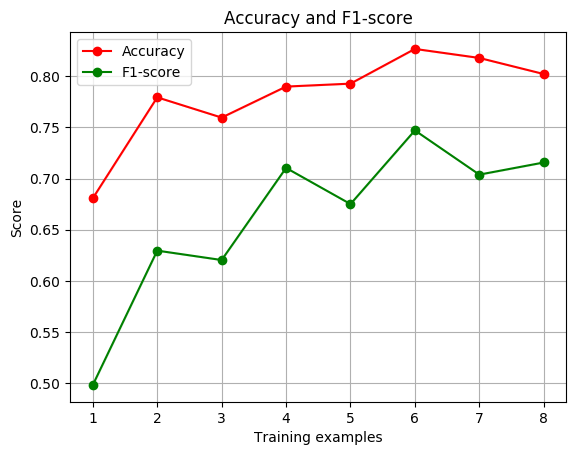 Accuracy and F1-score
Accuracy
F1-score
Score
0.80
0.75
0.70
0.65
0.60
0.55
0.50
1 2 3 4 5 6 7 8
Training examples